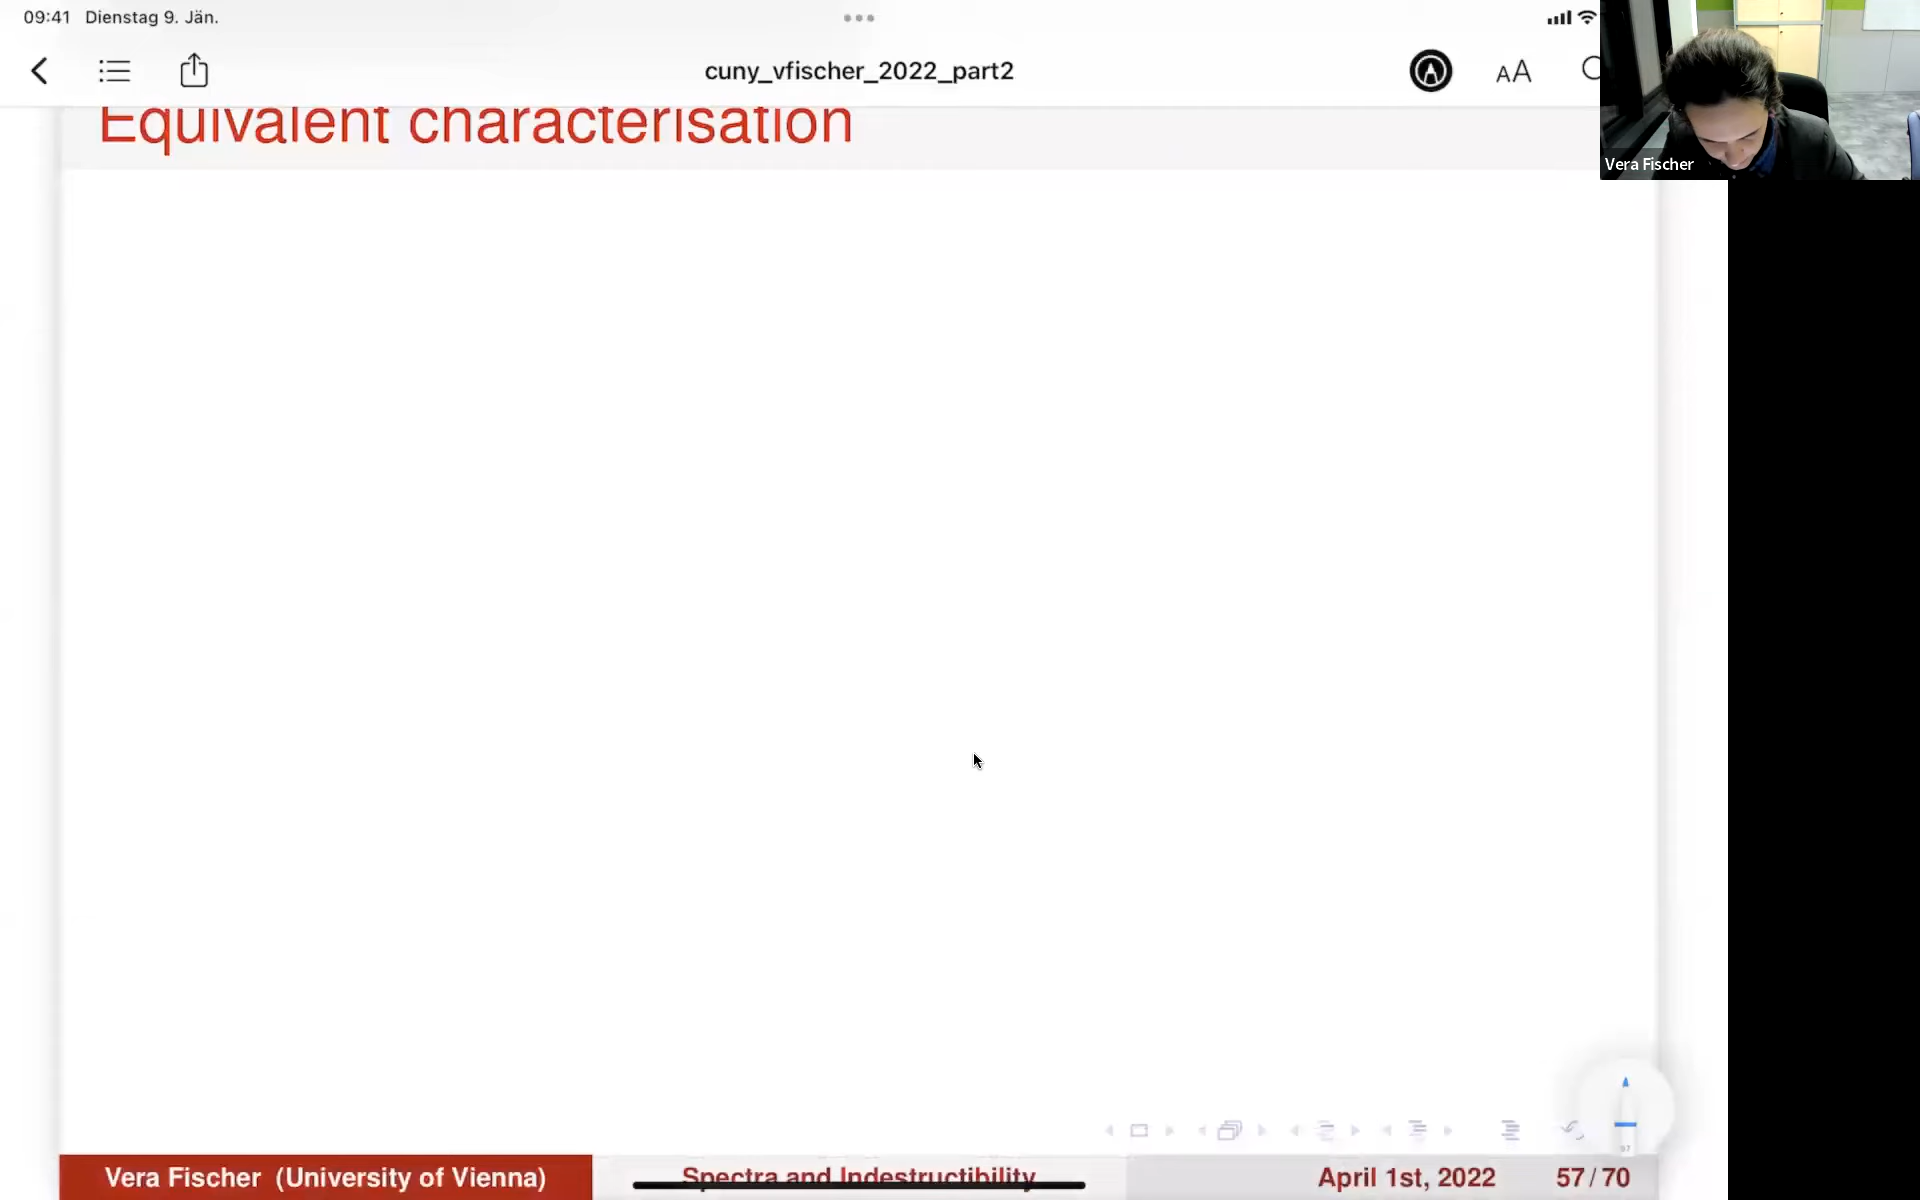 09:41 Dienstag 9. Jän.
cuny_vfischer_2022_part2
AA
Equivalent characterisation
Vera Fischer
97
Vera Fischer (University of Vienna)
Spectra and Indestructibility
April 1st, 2022
57/70